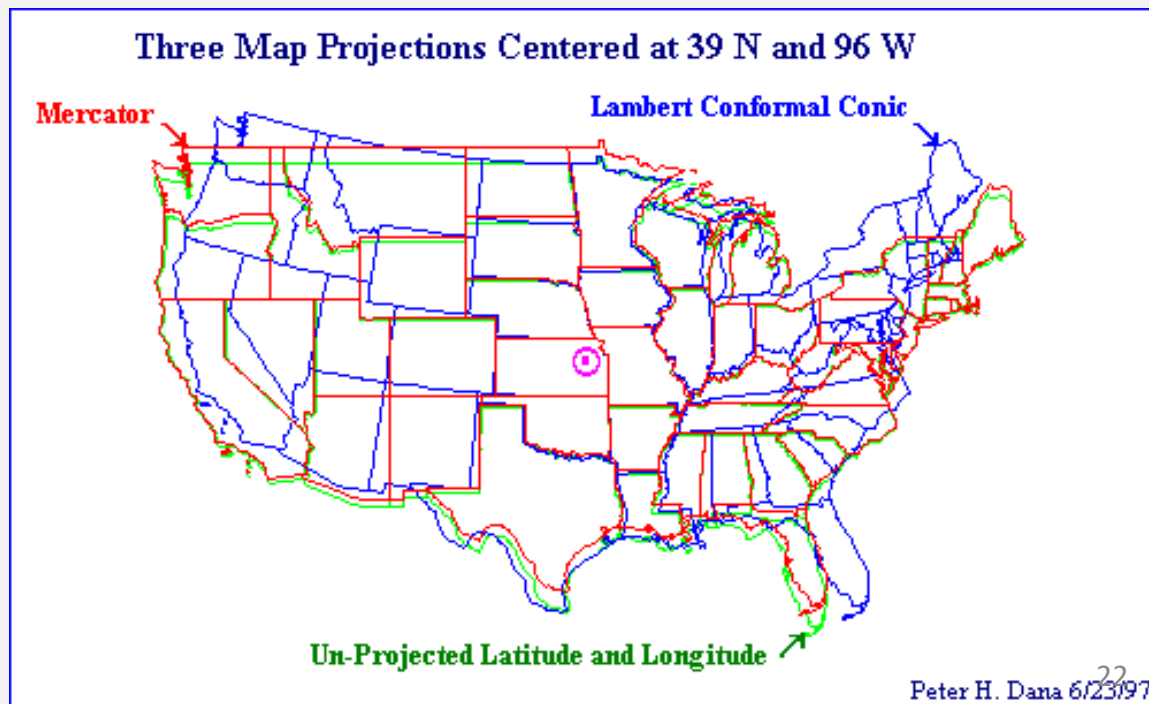 Three Map Projections Centered at 39 N and 96 W
Mercator
Lambert Conformal Conic
Un-Projected Latitude and Longitude
22
Peter H. Dana 6/23/97